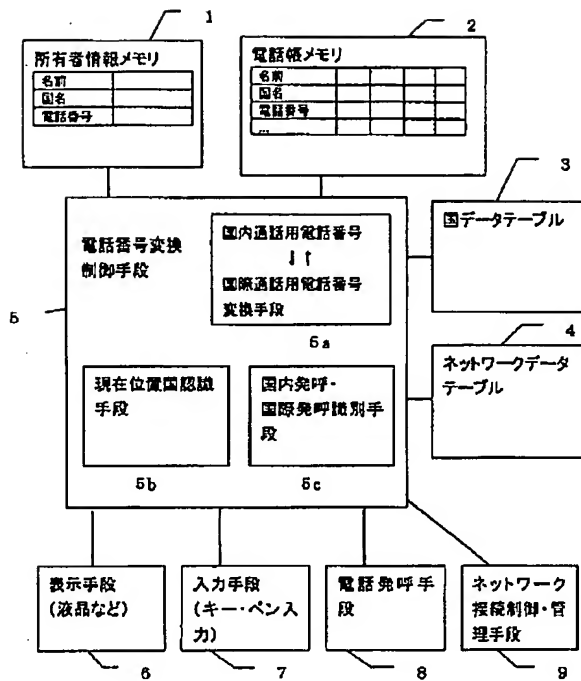 1
2
所有者情報メモリ
名前
国名
電話番号
電話帳メモリ
名前
国名
電話番号
...
3
国データテーブル
電話番号変換
制御手段
国内通話用電話番号
↓↑
国際通話用電話番号
変換手段
5
5a
4
ネットワークデータ
テーブル
現在位置国認識
手段
国内発呼・
国際発呼識別手
段
5b
5c
表示手段
(液晶など)
入力手段
(キー・ペン入
力)
電話発呼手
段
ネットワーク
接続制御・管
理手段
6
7
8
9